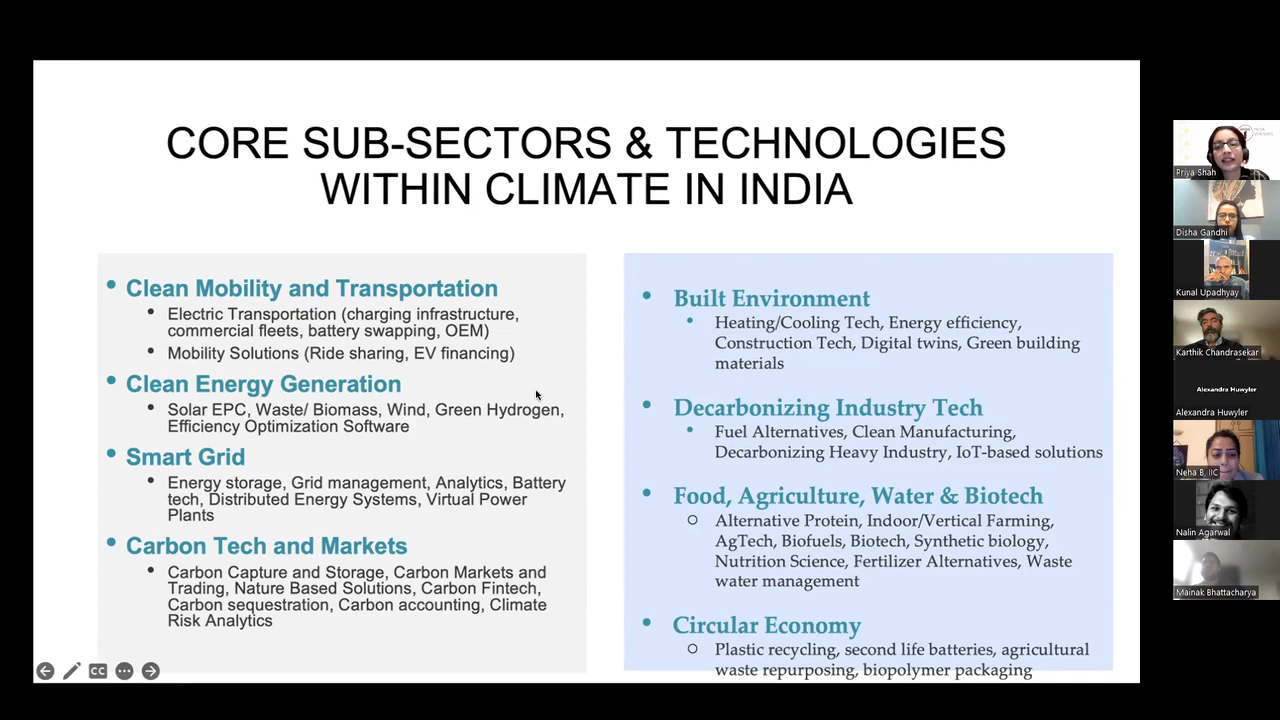 CORE SUB-SECTORS & TECHNOLOGIES
WITHIN CLIMATE IN INDIA
• Clean Mobility and Transportation
• Electric Transportation (charging infrastructure,
commercial fleets, battery swapping, OEM)
• Mobility Solutions (Ride sharing, EV financing)
• Clean Energy Generation
• Solar EPC, Waste/ Biomass, Wind, Green Hydrogen,
Efficiency Optimization Software
• Smart Grid
• Energy storage, Grid management, Analytics, Battery
tech, Distributed Energy Systems, Virtual Power
Plants
• Carbon Tech and Markets
• Carbon Capture and Storage, Carbon Markets and
Trading, Nature Based Solutions, Carbon Fintech,
Carbon sequestration, Carbon accounting, Climate
Risk Analytics
• Built Environment
• Heating/Cooling Tech, Energy efficiency,
Construction Tech, Digital twins, Green building
materials
• Decarbonizing Industry Tech
• Fuel Alternatives, Clean Manufacturing,
Decarbonizing Heavy Industry, IoT-based solutions
• Food, Agriculture, Water & Biotech
○ Alternative Protein, Indoor/Vertical Farming,
AgTech, Biofuels, Biotech, Synthetic biology,
Nutrition Science, Fertilizer Alternatives, Waste
water management
• Circular Economy
○ Plastic recycling, second life batteries, agricultural
waste repurposing, biopolymer packaging
CC
Priya Shah
Disha Gandhi
Kunal Upadhyay
Karthik Chandrasekar
Alexandra Huwyler
Alexandra Huwyler
Neha B, IIC
Nalin Agarwal
Mainak Bhattacharya